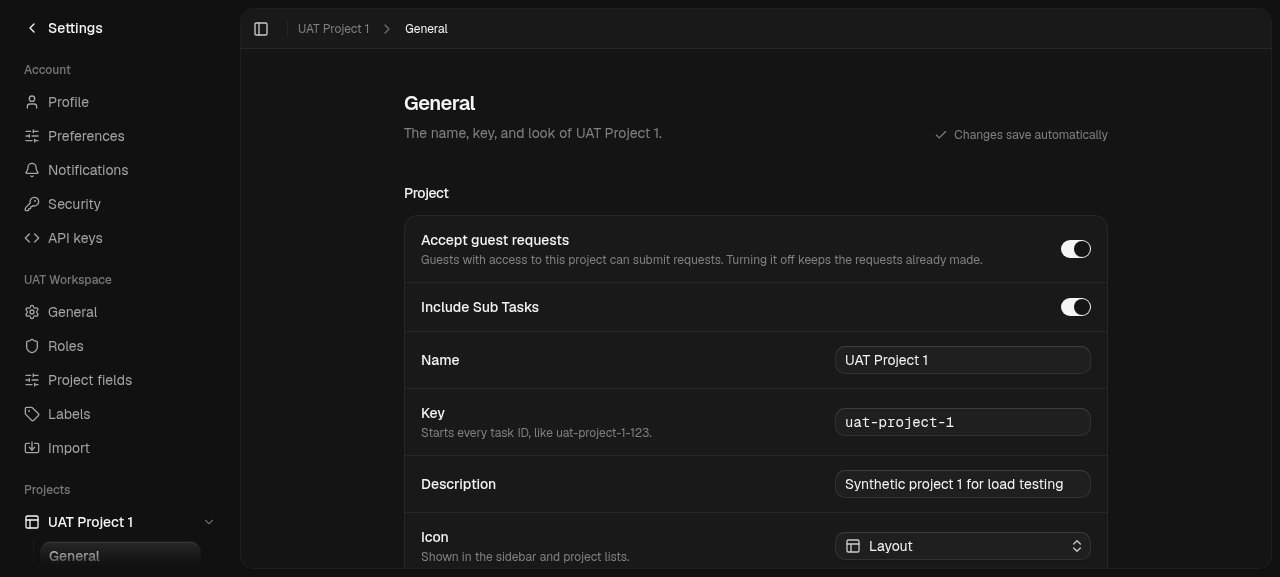 Settings
Account
Profile
Preferences
Notifications
Security
API keys
UAT Workspace
General
Roles
Project fields
Labels
Import
Projects
UAT Project 1
General
UAT Project 1 > General
General
The name, key, and look of UAT Project 1.
Changes save automatically
Project
Accept guest requests
Guests with access to this project can submit requests. Turning it off keeps the requests already made.
Include Sub Tasks
Name
UAT Project 1
Key
Starts every task ID, like uat-project-1-123.
uat-project-1
Description
Synthetic project 1 for load testing
Icon
Shown in the sidebar and project lists.
Layout